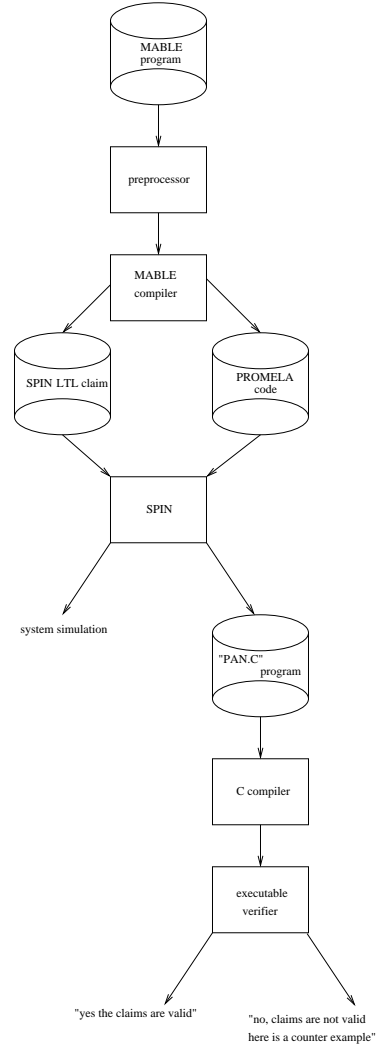 MABLE
program
preprocessor
MABLE
compiler
SPIN LTL claim
PROMELA
code
SPIN
system simulation
"PAN.C"
program
C compiler
executable
verifier
"yes the claims are valid"
"no, claims are not valid
here is a counter example"